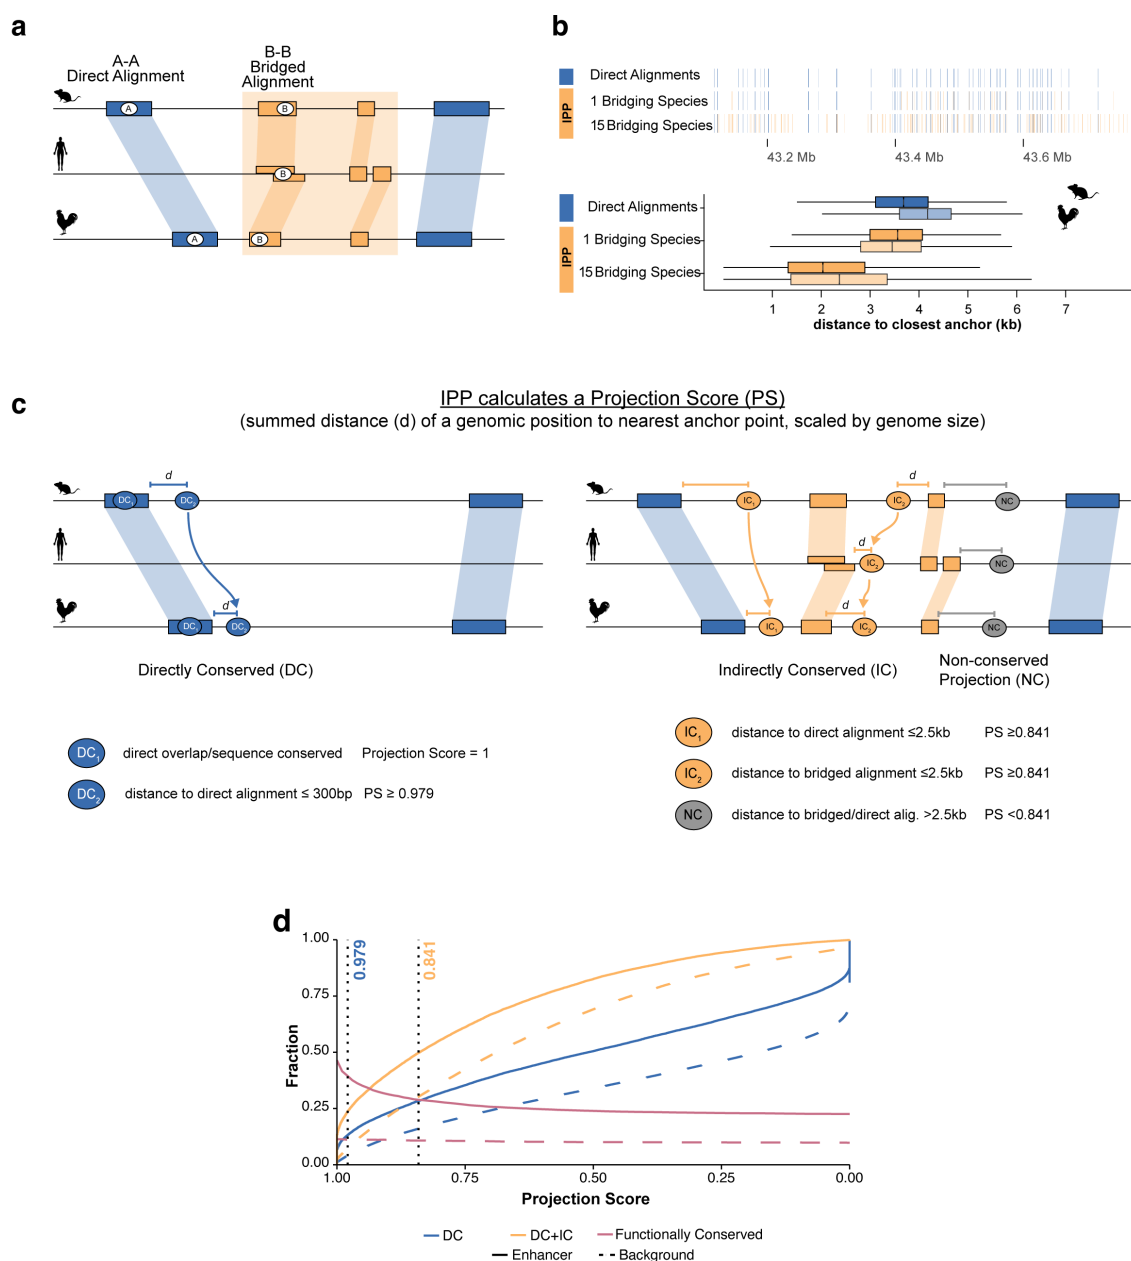 a
A-A
Direct Alignment
B-B
Bridged
Alignment
A
B
B
A
B
b
Direct Alignments
IPP
1 Bridging Species
15 Bridging Species
43.2 Mb
43.4 Mb
43.6 Mb
Direct Alignments
IPP
1 Bridging Species
15 Bridging Species
1
2
3
4
5
6
7
distance to closest anchor (kb)
c
IPP calculates a Projection Score (PS)
(summed distance (d) of a genomic position to nearest anchor point, scaled by genome size)
d
DC1
DC2
d
DC1
DC2
Directly Conserved (DC)
d
IC1
IC2
NC
d
IC2
NC
d
IC1
IC2
NC
Indirectly Conserved (IC)
Non-conserved
Projection (NC)
DC1 direct overlap/sequence conserved Projection Score = 1
DC2 distance to direct alignment ≤ 300bp PS ≥ 0.979
IC1 distance to direct alignment ≤2.5kb PS ≥0.841
IC2 distance to bridged alignment ≤2.5kb PS ≥0.841
NC distance to bridged/direct alig. >2.5kb PS <0.841
d
Fraction
1.00
0.75
0.50
0.25
0.00
0.979
0.841
1.00
0.75
0.50
0.25
0.00
Projection Score
DC
DC+IC
Functionally Conserved
Enhancer
Background